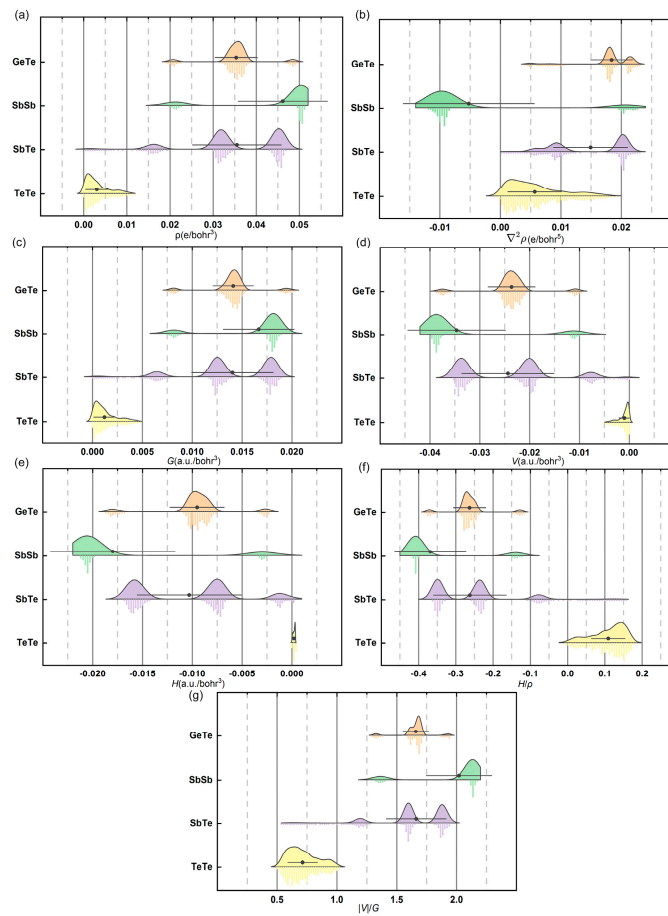 (a)
GeTe
SbSb
SbTe
TeTe
0.00 0.01 0.02 0.03 0.04 0.05
ρ(e/bohr³)
(b)
GeTe
SbSb
SbTe
TeTe
-0.01 0.00 0.01 0.02
∇²ρ(e/bohr⁵)
(c)
GeTe
SbSb
SbTe
TeTe
0.000 0.005 0.010 0.015 0.020
G(a.u./bohr³)
(d)
GeTe
SbSb
SbTe
TeTe
-0.04 -0.03 -0.02 -0.01 0.00
V(a.u./bohr³)
(e)
GeTe
SbSb
SbTe
TeTe
-0.020 -0.015 -0.010 -0.005 0.000
H(a.u./bohr³)
(f)
GeTe
SbSb
SbTe
TeTe
-0.4 -0.3 -0.2 -0.1 0.0 0.1 0.2
H/ρ
(g)
GeTe
SbSb
SbTe
TeTe
0.5 1.0 1.5 2.0
|V|/G